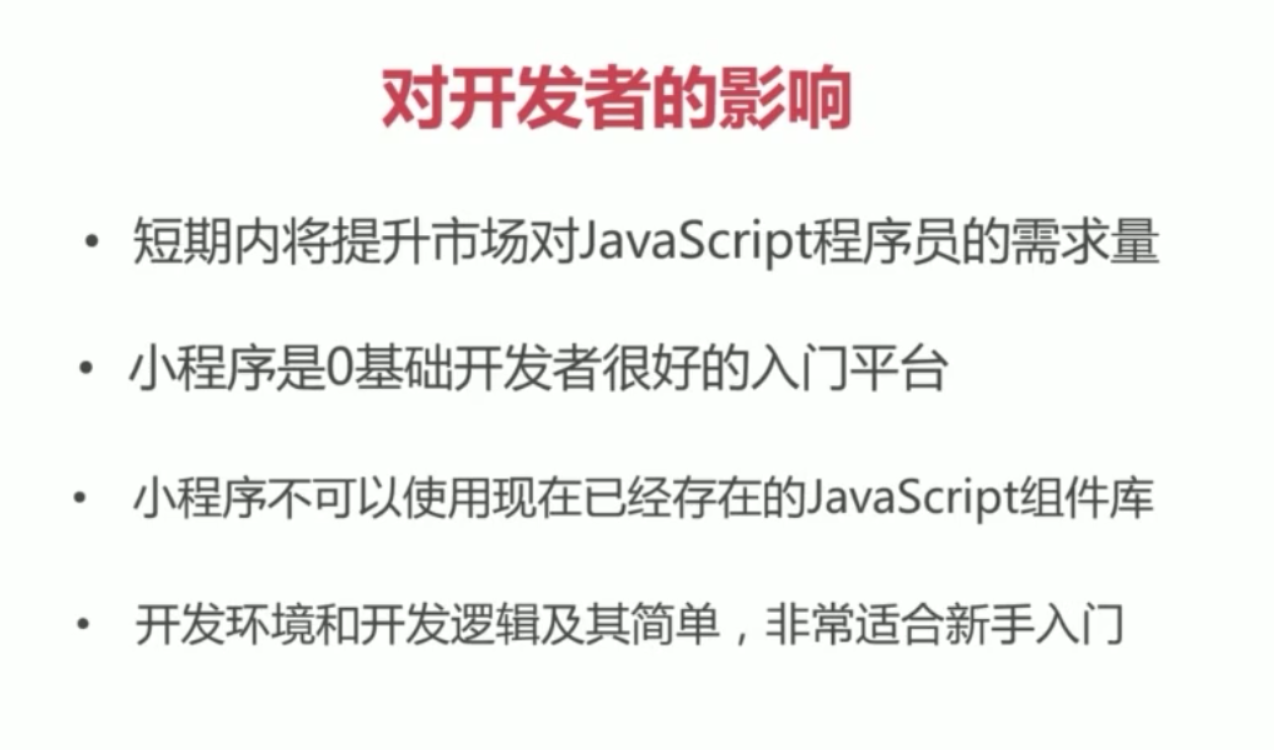 对开发者的影响
• 短期内将提升市场对JavaScript程序员的需求量
• 小程序是0基础开发者很好的入门平台
• 小程序不可以使用现在已经存在的JavaScript组件库
• 开发环境和开发逻辑及其简单，非常适合新手入门